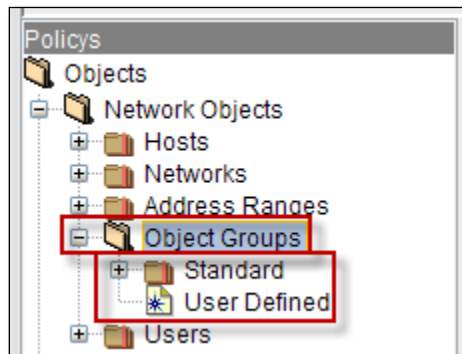 Policys
Objects
Network Objects
Hosts
Networks
Address Ranges
Object Groups
Standard
User Defined
Users